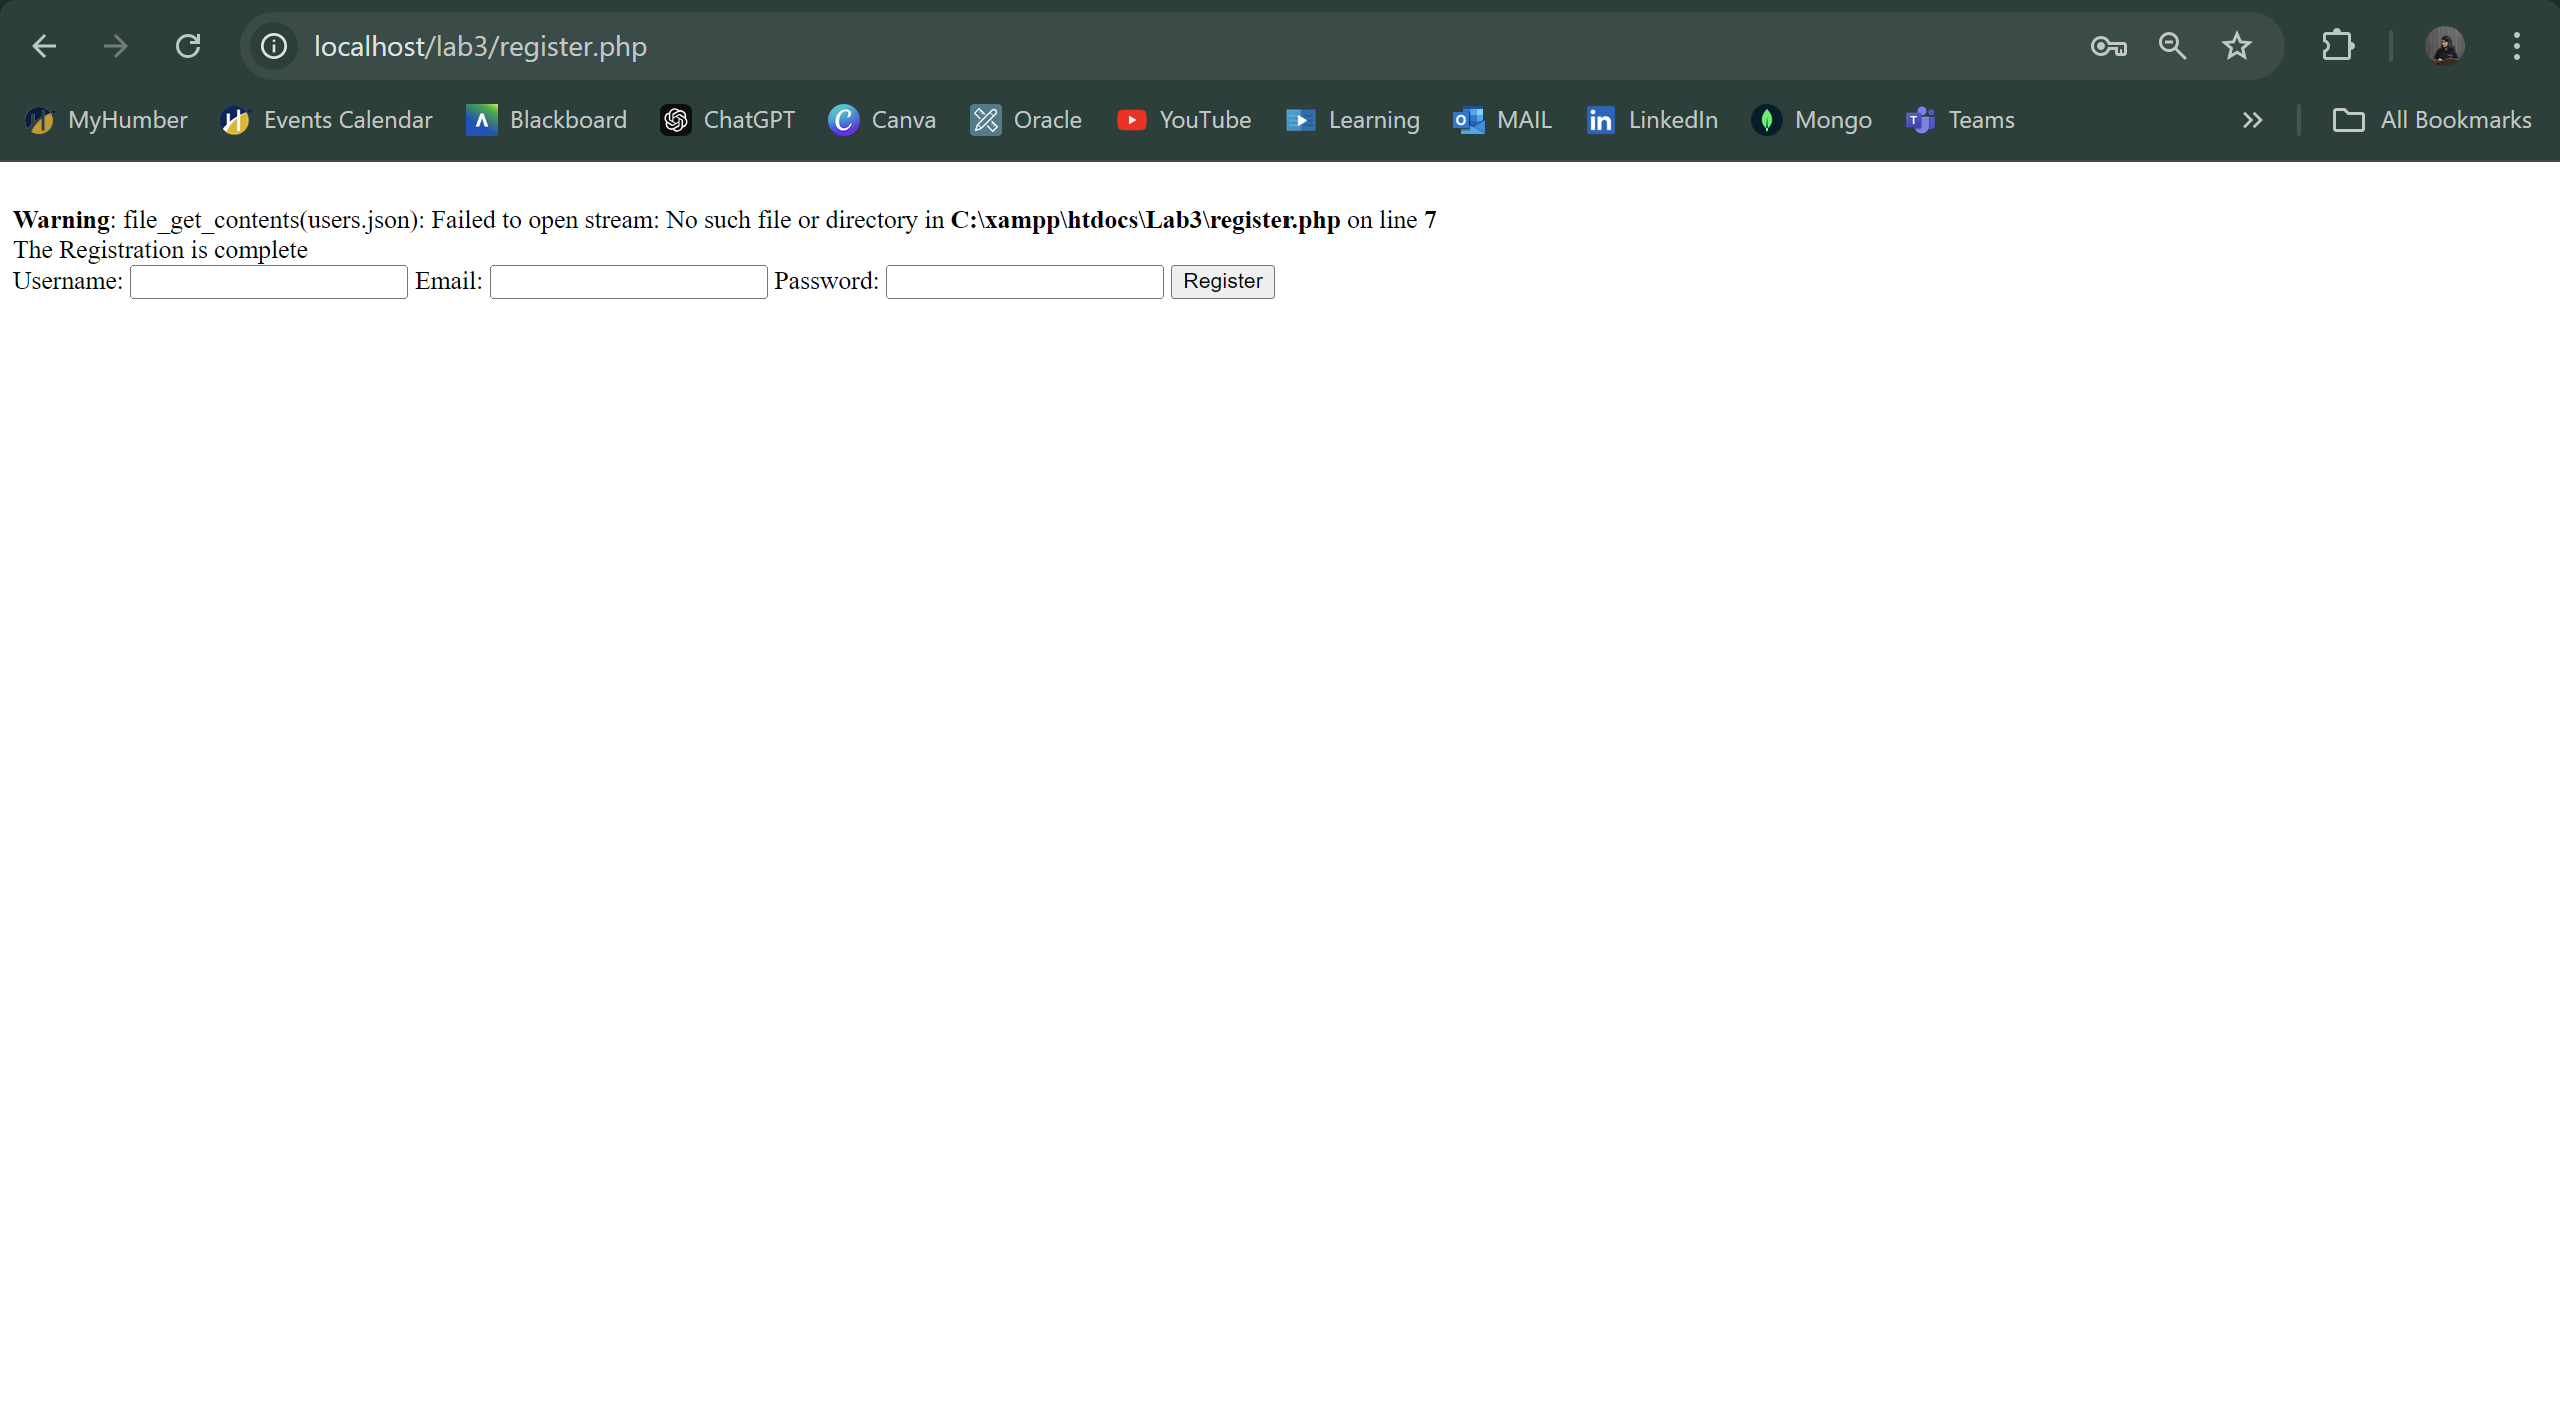 localhost/lab3/register.php
MyHumber Events Calendar Blackboard ChatGPT Canva Oracle YouTube Learning MAIL LinkedIn Mongo Teams All Bookmarks
Warning: file_get_contents(users.json): Failed to open stream: No such file or directory in C:\xampp\htdocs\Lab3\register.php on line 7
The Registration is complete
Username: Email: Password: Register